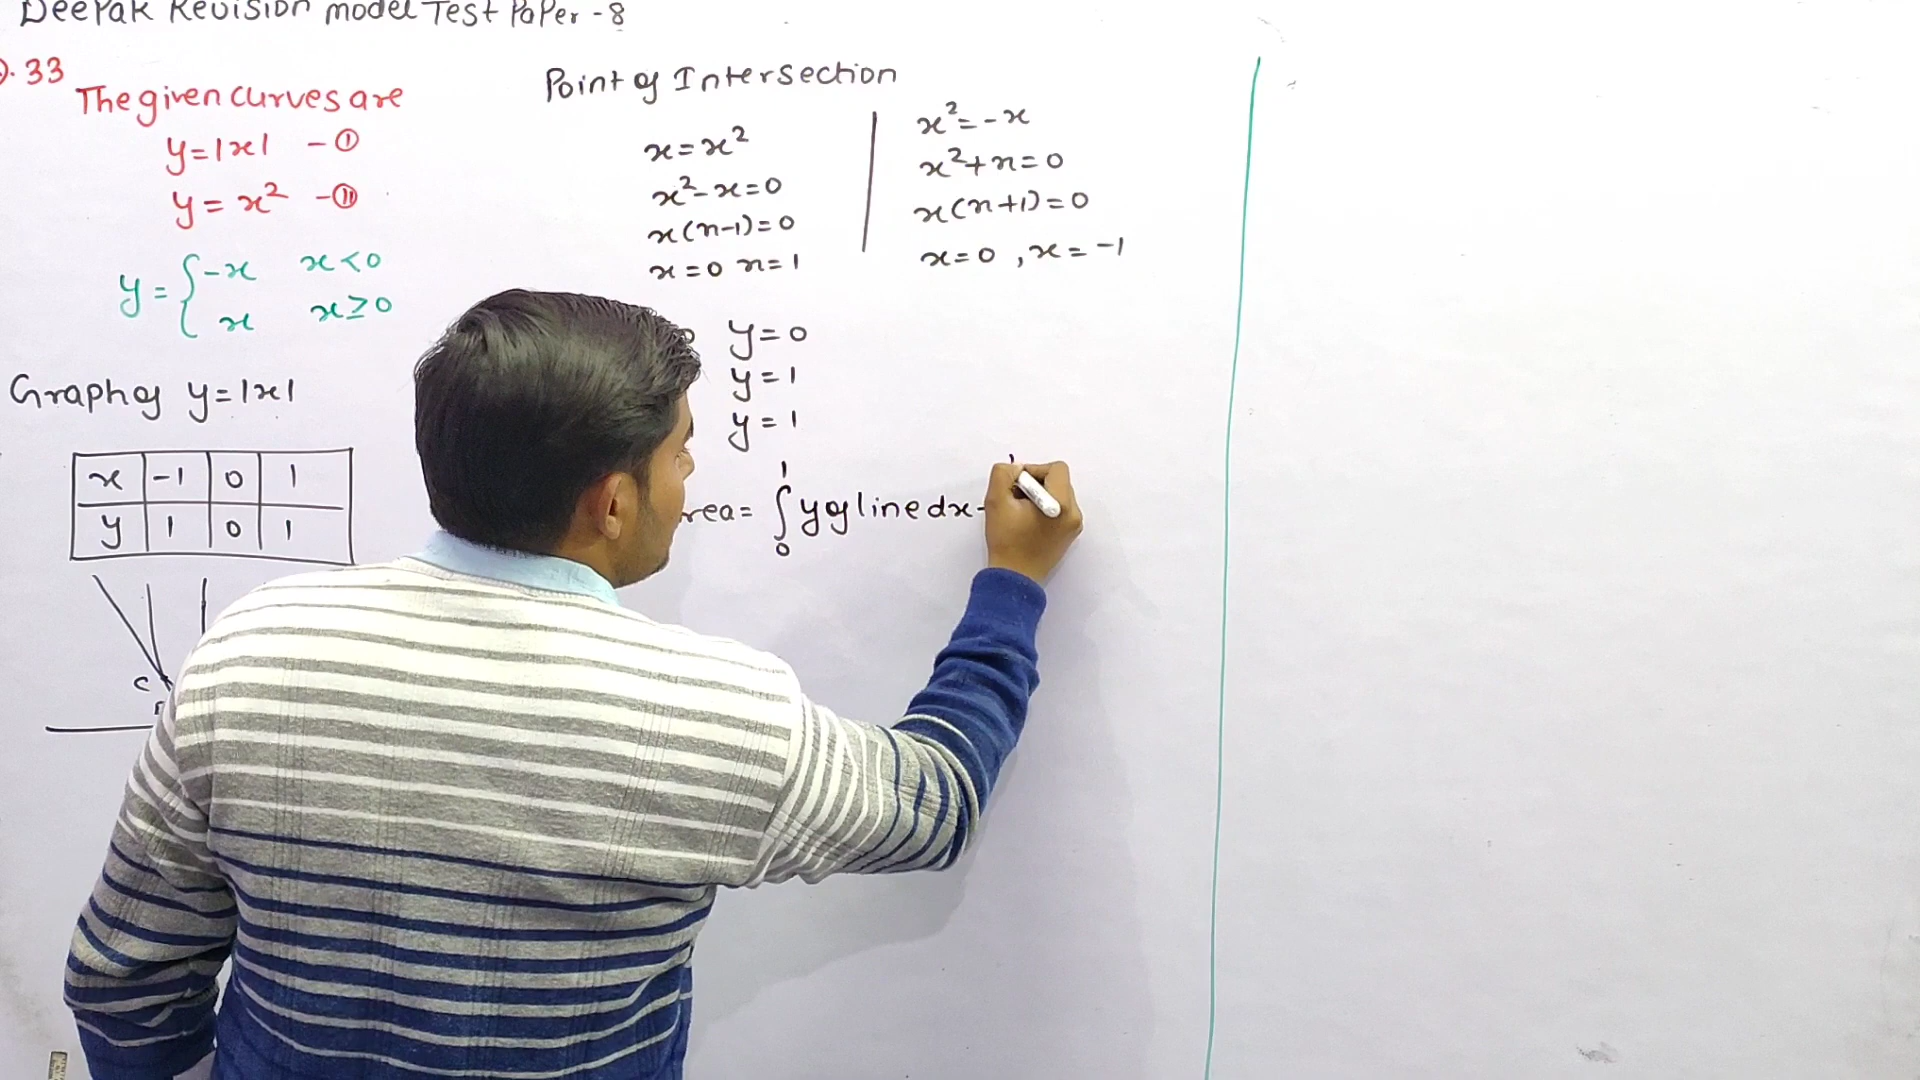 Deepak Revision model Test Paper - 8
Q. 33
The given curves are
y=|x| - ①
y = x² - ⑪
y = { -x x<0
x x≥0
Graph of y=|x|
x -1 0 1
y 1 0 1
C
Point of Intersection
x = x²
x² - x = 0
x(x-1) = 0
x = 0 x = 1
x² = -x
x² + x = 0
x(x+1) = 0
x = 0 , x = -1
y = 0
y = 1
y = 1
rea = ∫₀¹ y of line dx -